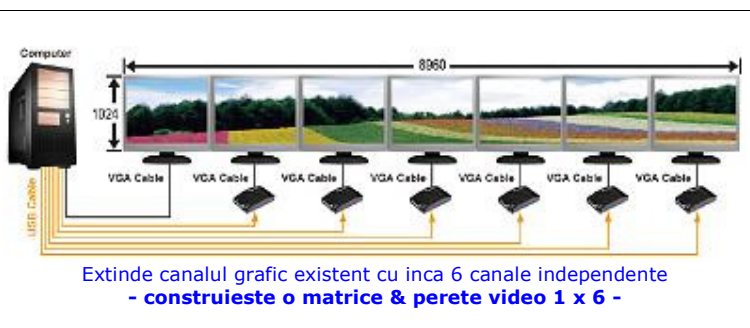 Computer
8960
1024
VGA Cable VGA Cable VGA Cable VGA Cable VGA Cable VGA Cable VGA Cable
USB Cable
Extinde canalul grafic existent cu inca 6 canale independente
- construieste o matrice & perete video 1 x 6 -